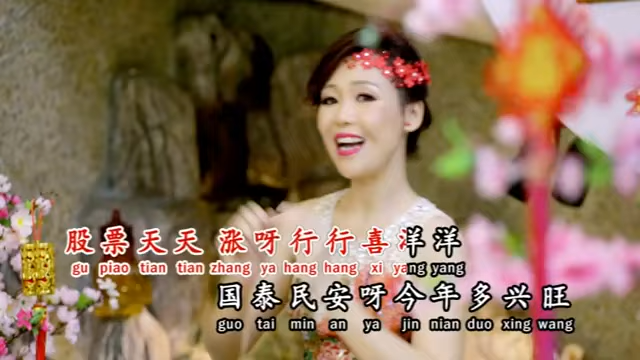 股票天天 涨呀行行喜洋洋
gu piao tian tian zhang ya hang hang xi yang yang
国泰民安呀今年多兴旺
guo tai min an ya jin nian duo xing wang